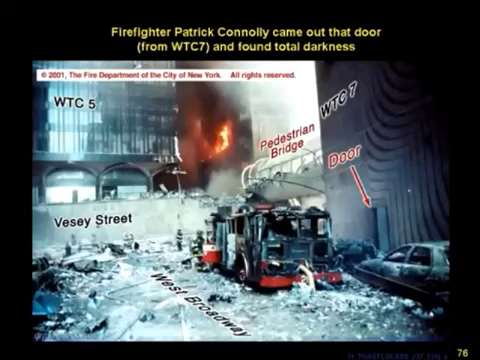 Firefighter Patrick Connolly came out that door
(from WTC7) and found total darkness
© 2001, The Fire Department of the City of New York. All rights reserved.
WTC 5
WTC 7
Pedestrian
Bridge
Door
Vesey Street
West Broadway
76